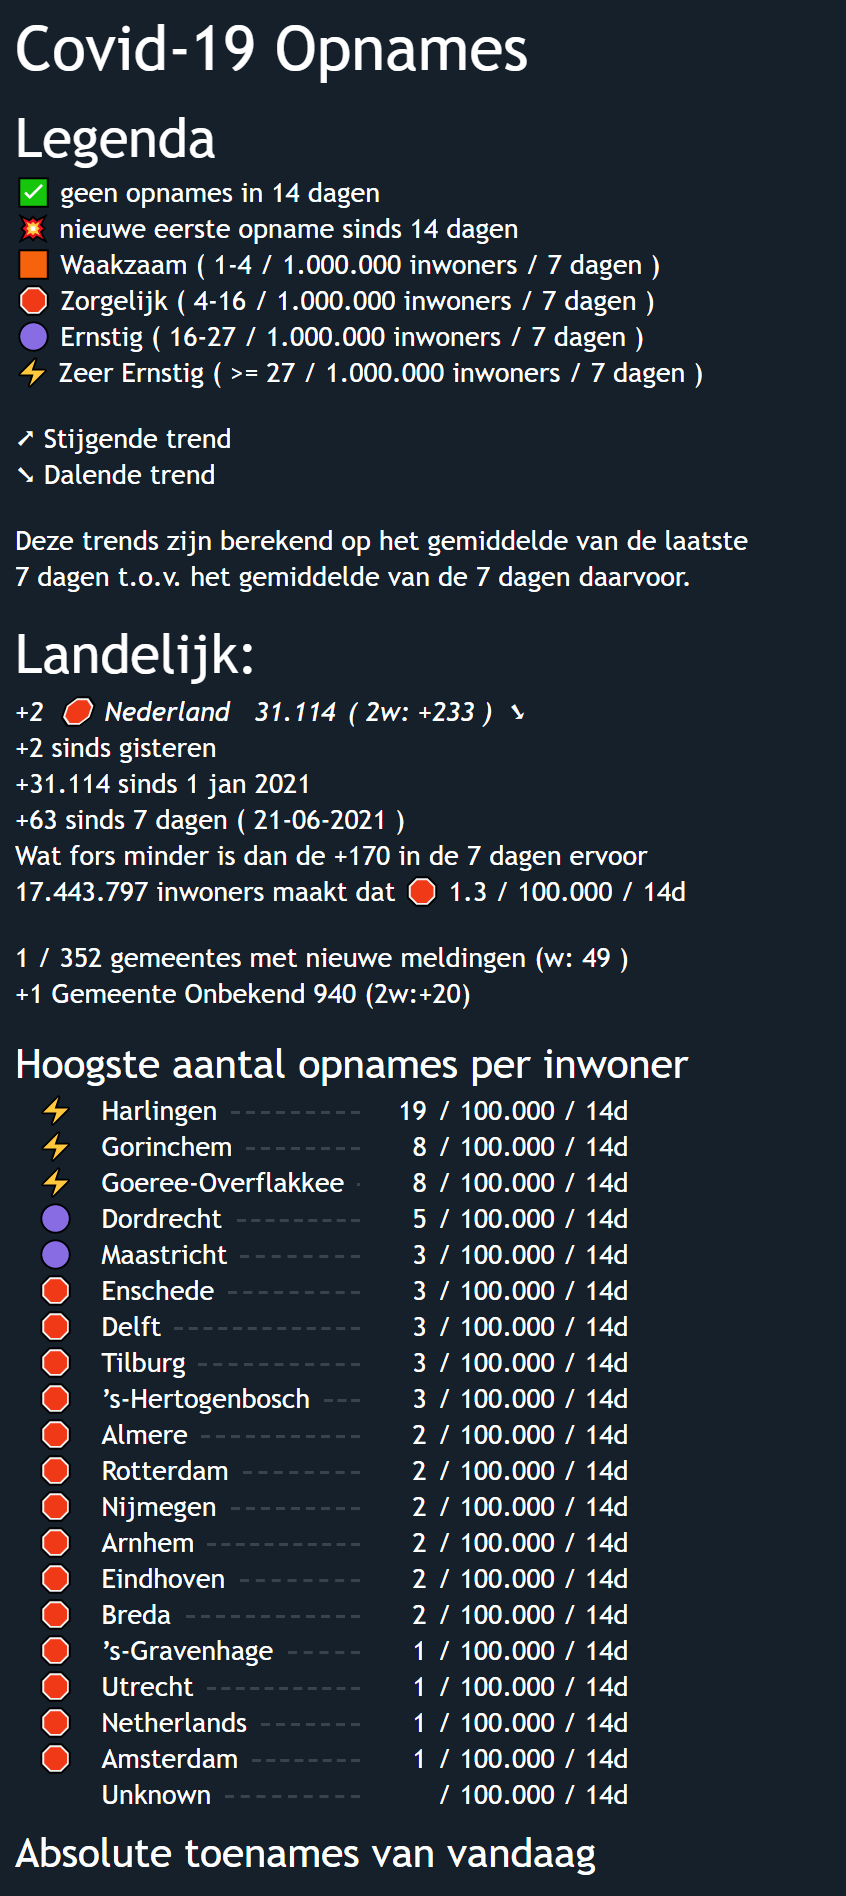 Covid-19 Opnames
Legenda
✅ geen opnames in 14 dagen
💥 nieuwe eerste opname sinds 14 dagen
🟧 Waakzaam ( 1-4 / 1.000.000 inwoners / 7 dagen )
🛑 Zorgelijk ( 4-16 / 1.000.000 inwoners / 7 dagen )
🟣 Ernstig ( 16-27 / 1.000.000 inwoners / 7 dagen )
⚡ Zeer Ernstig ( >= 27 / 1.000.000 inwoners / 7 dagen )
➚ Stijgende trend
➘ Dalende trend
Deze trends zijn berekend op het gemiddelde van de laatste
7 dagen t.o.v. het gemiddelde van de 7 dagen daarvoor.
Landelijk:
+2 🛑 Nederland 31.114 ( 2w: +233 ) ➘
+2 sinds gisteren
+31.114 sinds 1 jan 2021
+63 sinds 7 dagen ( 21-06-2021 )
Wat fors minder is dan de +170 in de 7 dagen ervoor
17.443.797 inwoners maakt dat 🛑 1.3 / 100.000 / 14d
1 / 352 gemeentes met nieuwe meldingen (w: 49 )
+1 Gemeente Onbekend 940 (2w:+20)
Hoogste aantal opnames per inwoner
⚡ Harlingen 19 / 100.000 / 14d
⚡ Gorinchem 8 / 100.000 / 14d
⚡ Goeree-Overflakkee 8 / 100.000 / 14d
🟣 Dordrecht 5 / 100.000 / 14d
🟣 Maastricht 3 / 100.000 / 14d
🛑 Enschede 3 / 100.000 / 14d
🛑 Delft 3 / 100.000 / 14d
🛑 Tilburg 3 / 100.000 / 14d
🛑 ’s-Hertogenbosch 3 / 100.000 / 14d
🛑 Almere 2 / 100.000 / 14d
🛑 Rotterdam 2 / 100.000 / 14d
🛑 Nijmegen 2 / 100.000 / 14d
🛑 Arnhem 2 / 100.000 / 14d
🛑 Eindhoven 2 / 100.000 / 14d
🛑 Breda 2 / 100.000 / 14d
🛑 ’s-Gravenhage 1 / 100.000 / 14d
🛑 Utrecht 1 / 100.000 / 14d
🛑 Netherlands 1 / 100.000 / 14d
🛑 Amsterdam 1 / 100.000 / 14d
Unknown / 100.000 / 14d
Absolute toenames van vandaag